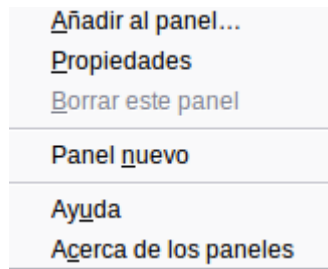 Añadir al panel…
Propiedades
Borrar este panel
Panel nuevo
Ayuda
Acerca de los paneles